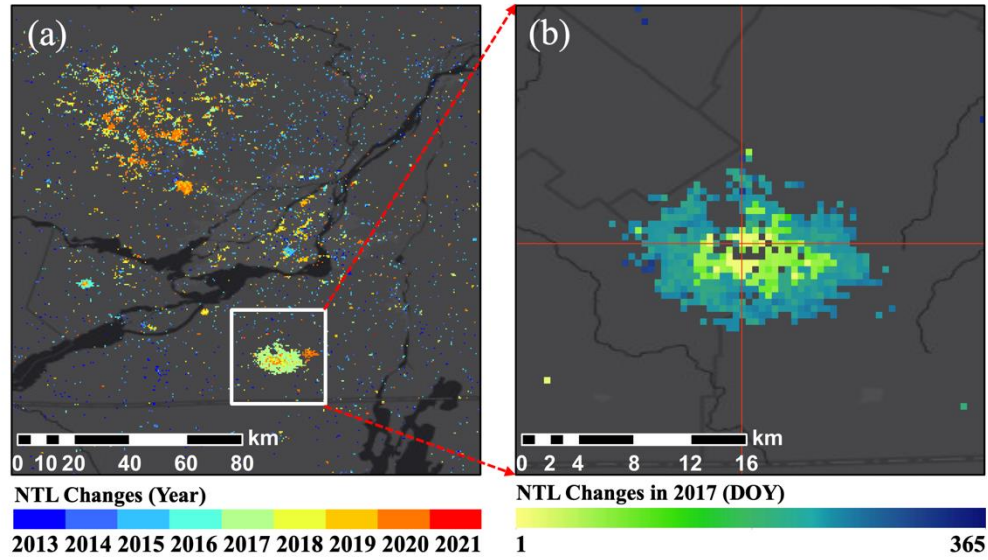 (a)
(b)
km
0 10 20 40 60 80
km
0 2 4 8 12 16
NTL Changes (Year)
2013 2014 2015 2016 2017 2018 2019 2020 2021
NTL Changes in 2017 (DOY)
1 365